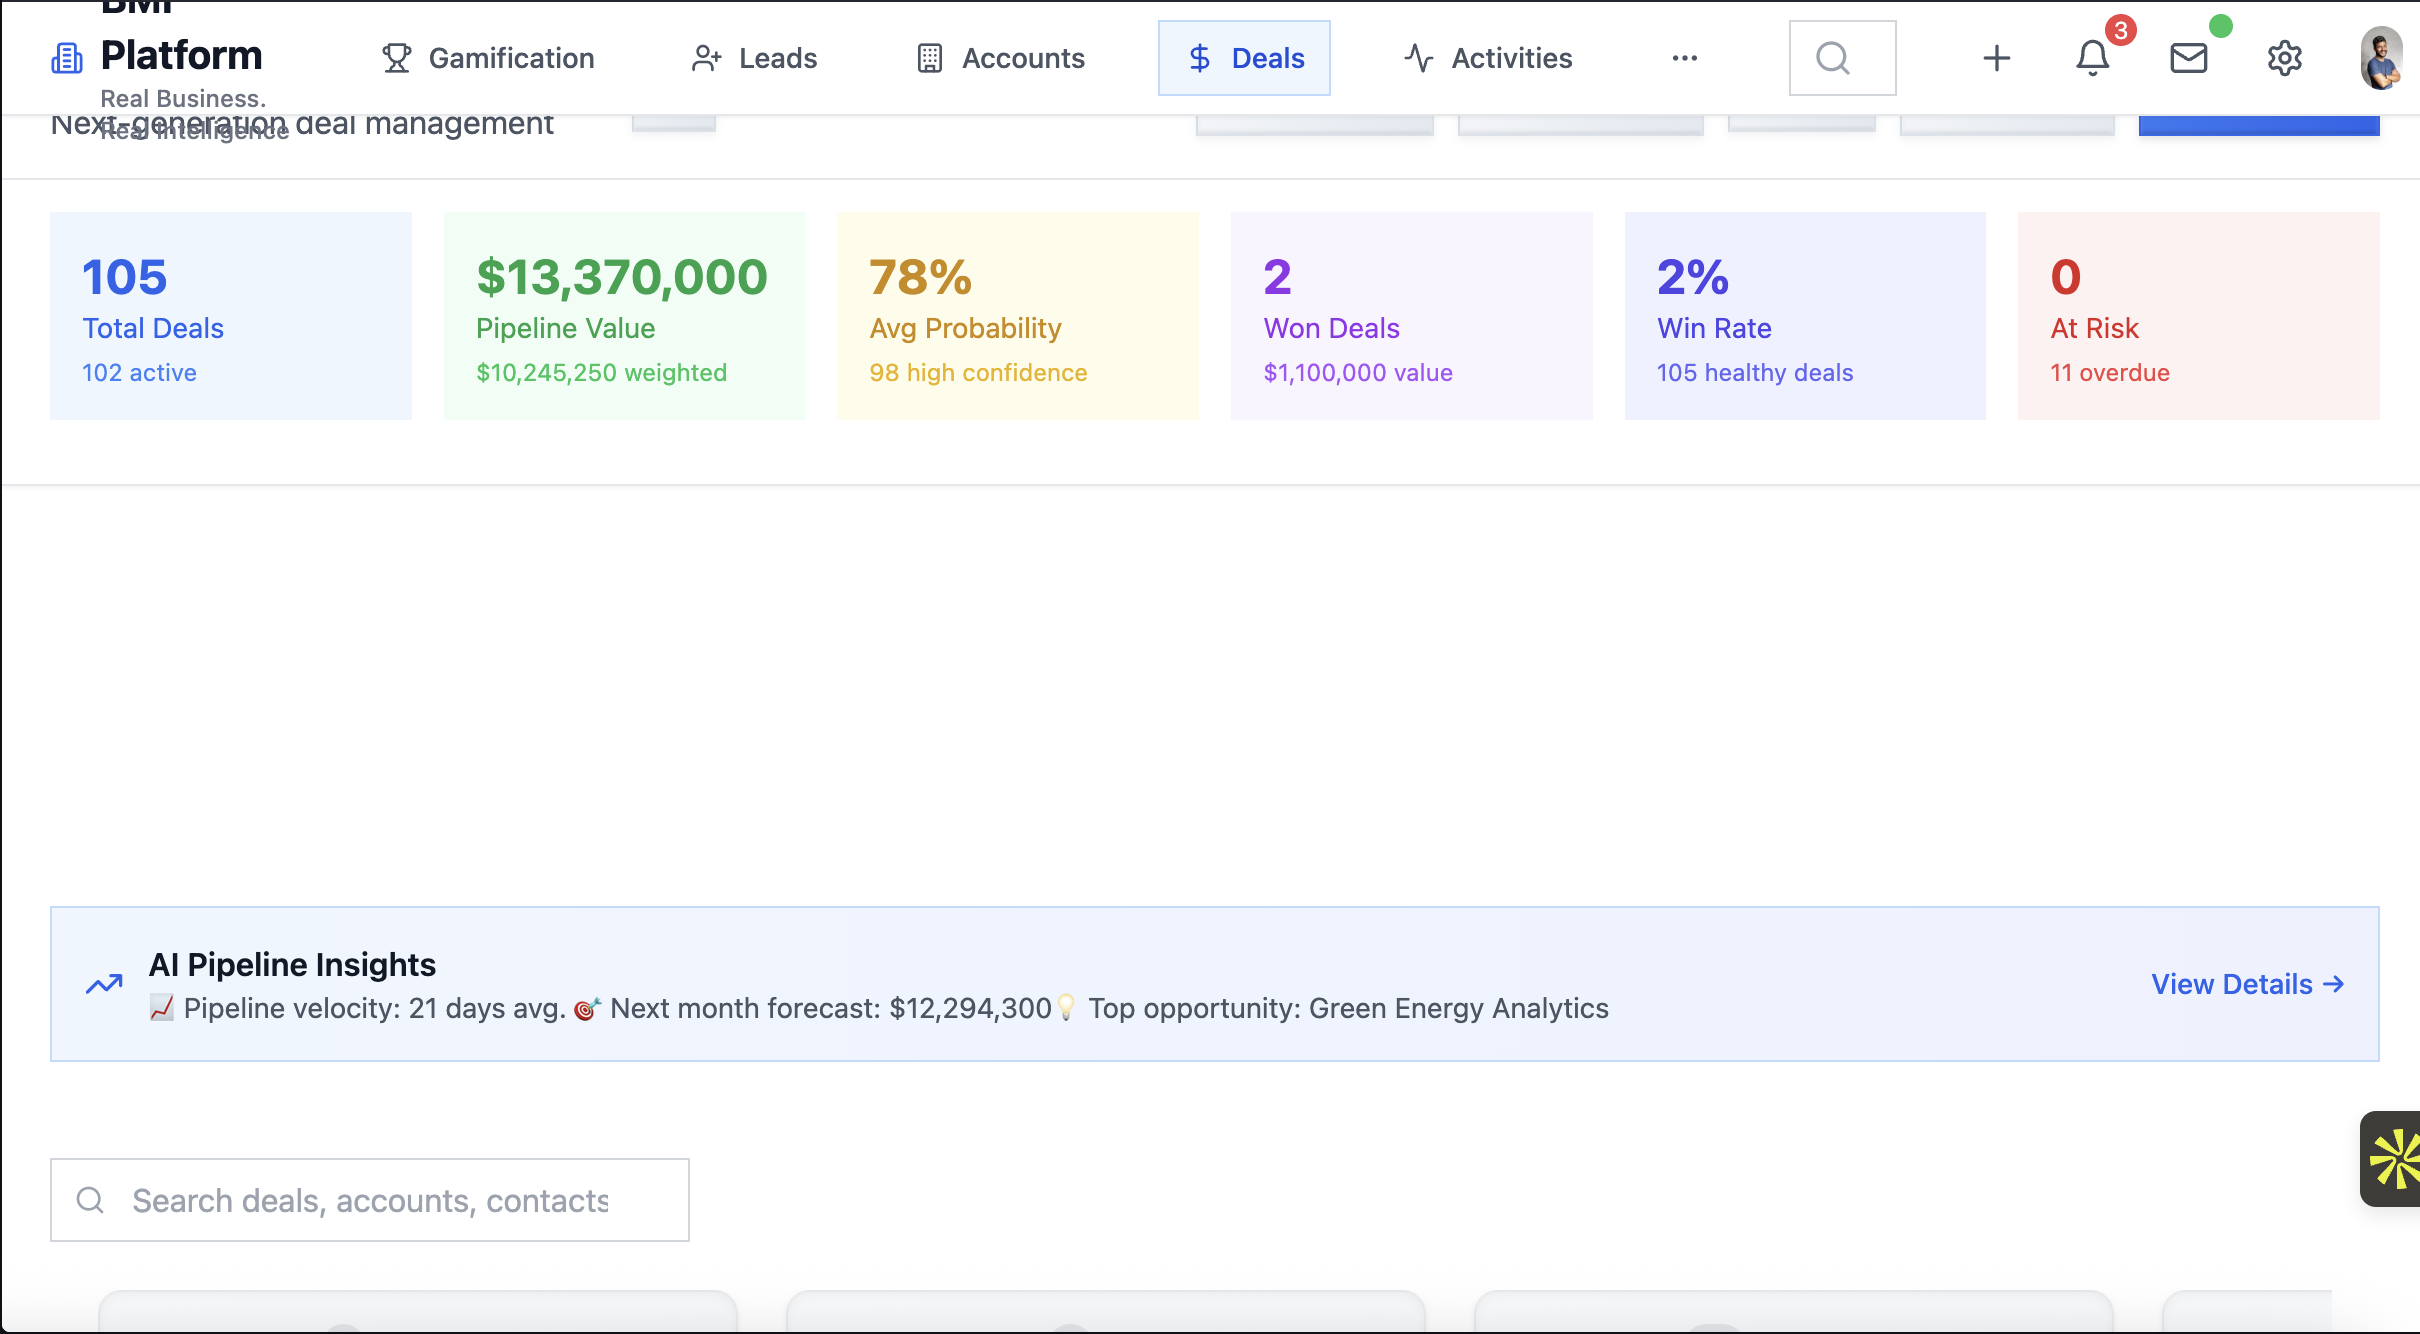 BMI
Platform
Real Business.
Real Intelligence
Gamification
Leads
Accounts
Deals
Activities
3
Next-generation deal management
105
Total Deals
102 active
$13,370,000
Pipeline Value
$10,245,250 weighted
78%
Avg Probability
98 high confidence
2
Won Deals
$1,100,000 value
2%
Win Rate
105 healthy deals
0
At Risk
11 overdue
AI Pipeline Insights
📈 Pipeline velocity: 21 days avg. 🎯 Next month forecast: $12,294,300💡 Top opportunity: Green Energy Analytics
View Details →
Search deals, accounts, contacts